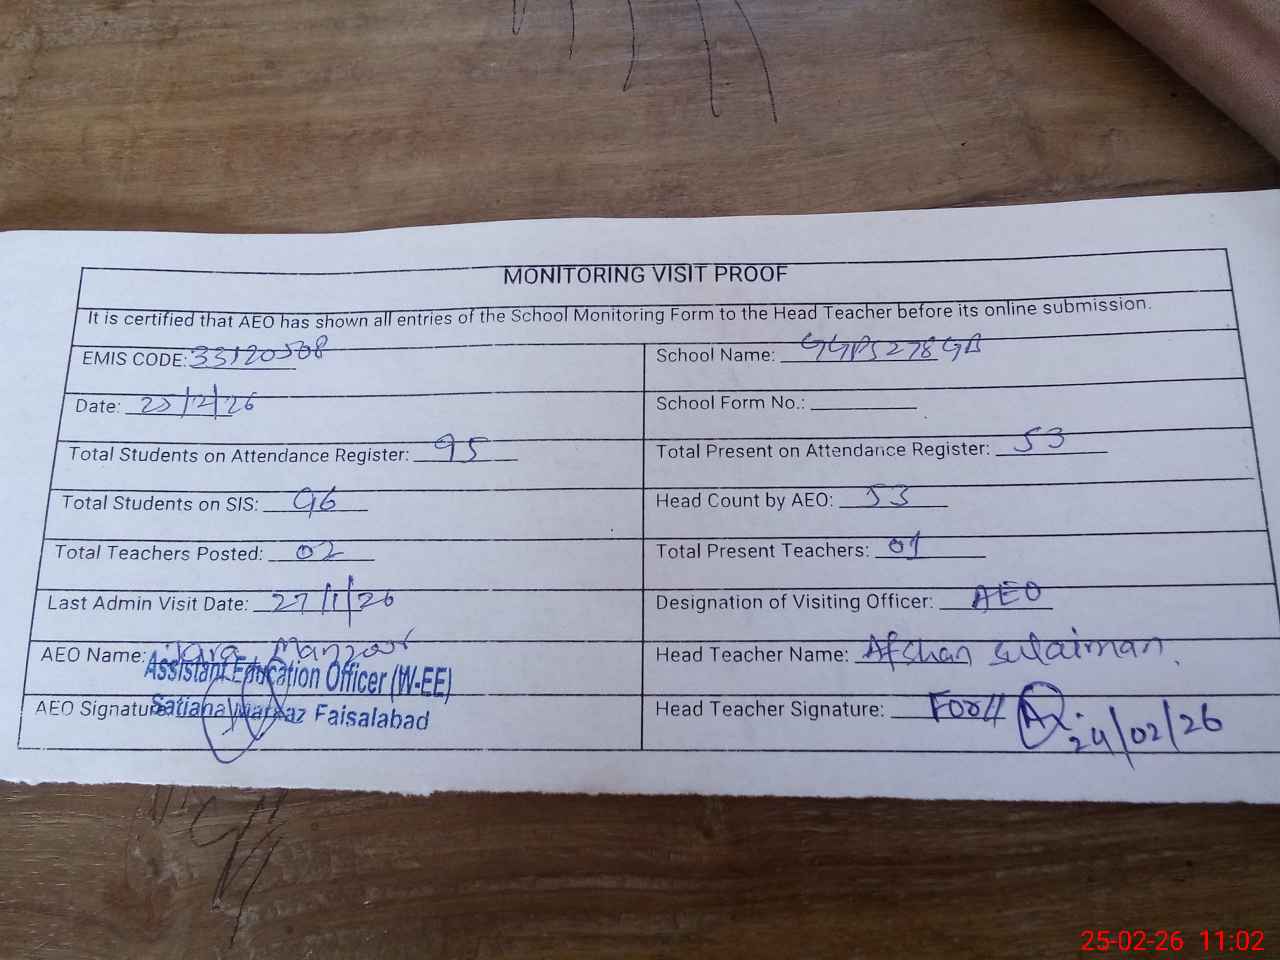 MONITORING VISIT PROOF
It is certified that AEO has shown all entries of the School Monitoring Form to the Head Teacher before its online submission.
EMIS CODE: 33120508
School Name: GGPS 278 GB
Date: 25/2/26
School Form No.:
Total Students on Attendance Register: 95
Total Present on Attendance Register: 53
Total Students on SIS: 96
Head Count by AEO: 53
Total Teachers Posted: 02
Total Present Teachers: 01
Last Admin Visit Date: 27/1/26
Designation of Visiting Officer: AEO
AEO Name: Manzoor
Head Teacher Name: Afshan Sulaiman.
Assistant Education Officer (W-EE)
AEO Signature:
Satiana Markaz Faisalabad
Head Teacher Signature: For//
24/02/26
25-02-26 11:02